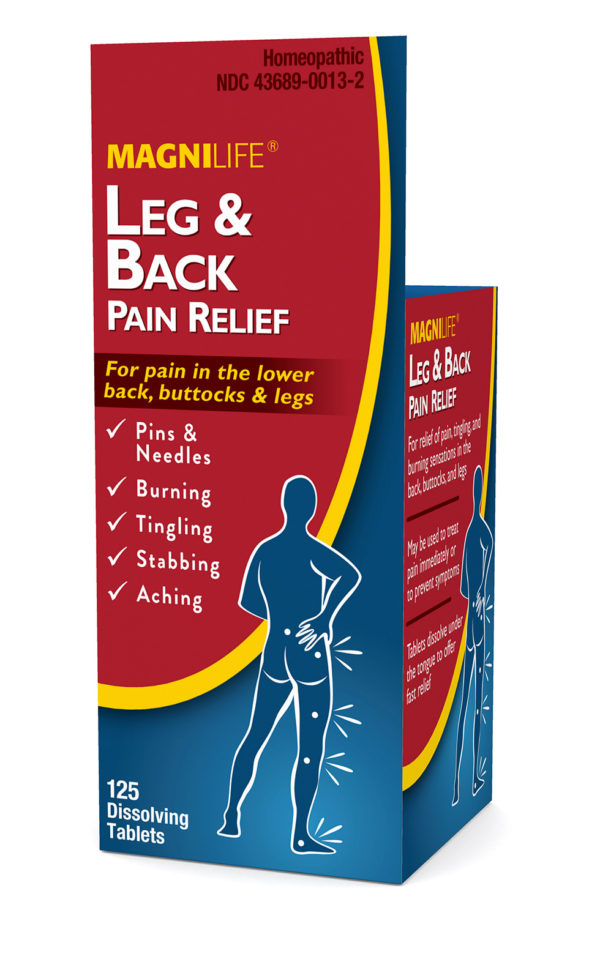 Homeopathic
NDC 43689-0013-2
MAGNILIFE®
LEG &
BACK
PAIN RELIEF
For pain in the lower
back, buttocks & legs
✓ Pins &
Needles
✓ Burning
✓ Tingling
✓ Stabbing
✓ Aching
125
Dissolving
Tablets
MAGNILIFE®
LEG & BACK
PAIN RELIEF
For relief of pain, tingling, and
burning sensations in the
back, buttocks, and legs
May be used to treat
pain immediately or
to prevent symptoms
Tablets dissolve under
the tongue to offer
fast relief